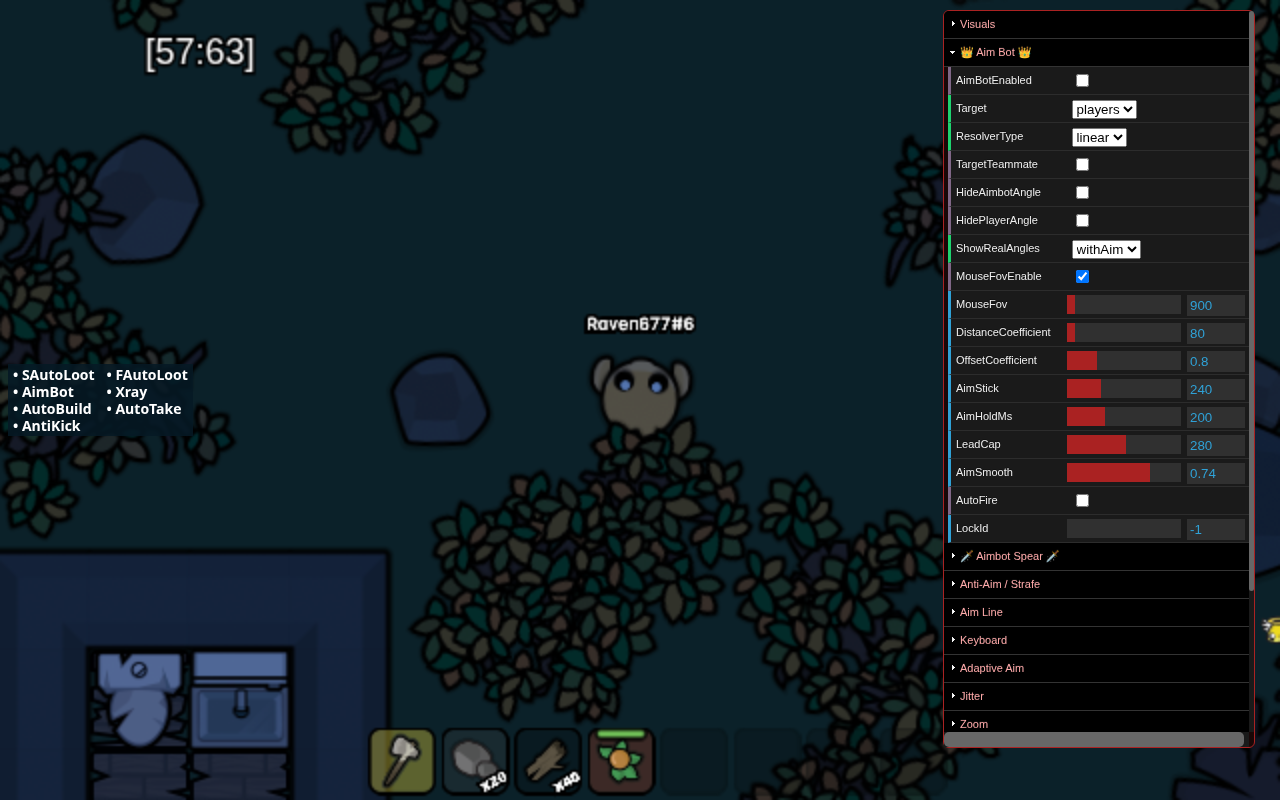 [57:63]
Raven677#6
• SAutoLoot • FAutoLoot
• AimBot • Xray
• AutoBuild • AutoTake
• AntiKick
x20
x40
Visuals
👑 Aim Bot 👑
AimBotEnabled
Target players
ResolverType linear
TargetTeammate
HideAimbotAngle
HidePlayerAngle
ShowRealAngles withAim
MouseFovEnable
MouseFov 900
DistanceCoefficient 80
OffsetCoefficient 0.8
AimStick 240
AimHoldMs 200
LeadCap 280
AimSmooth 0.74
AutoFire
LockId -1
🗡️ Aimbot Spear 🗡️
Anti-Aim / Strafe
Aim Line
Keyboard
Adaptive Aim
Jitter
Zoom